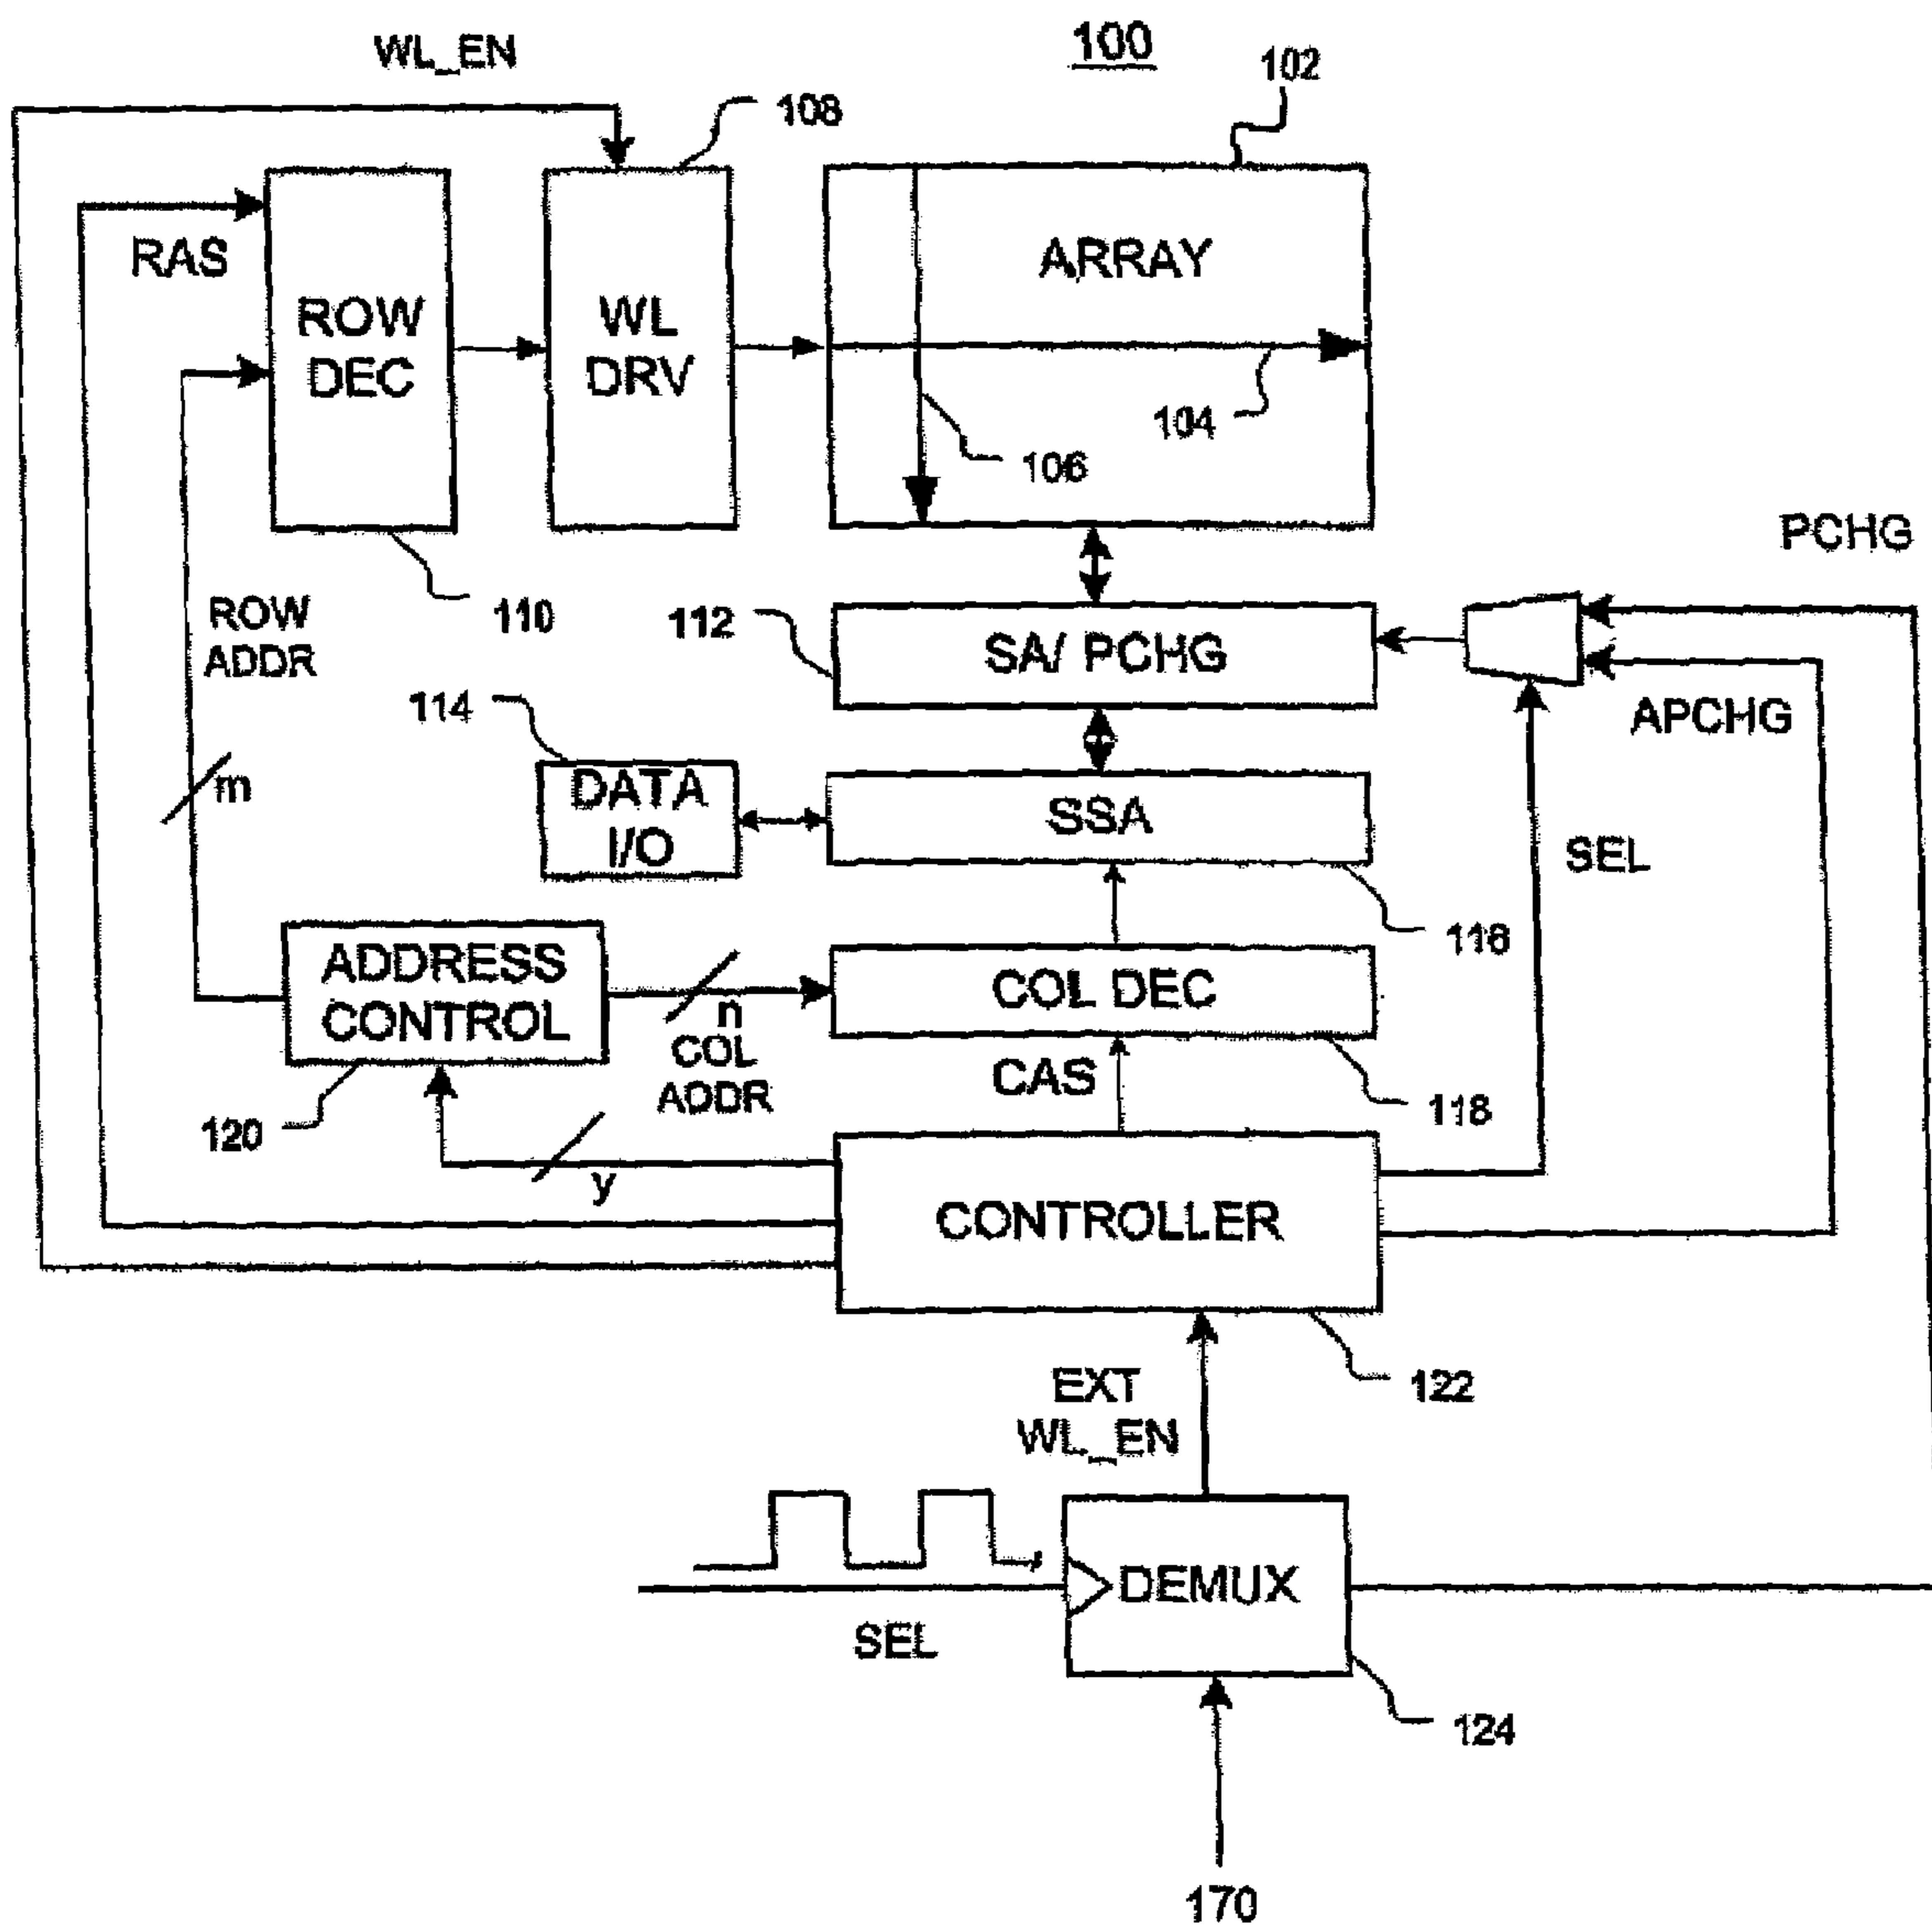 WL_EN
100
102
108
RAS
ROW
DEC
WL
DRV
ARRAY
104
106
PCHG
110
ROW
ADDR
112
SA/ PCHG
APCHG
114
DATA
I/O
m
SSA
SEL
116
ADDRESS
CONTROL
n
COL
ADDR
COL DEC
CAS
118
120
y
CONTROLLER
122
EXT
WL_EN
DEMUX
SEL
124
170